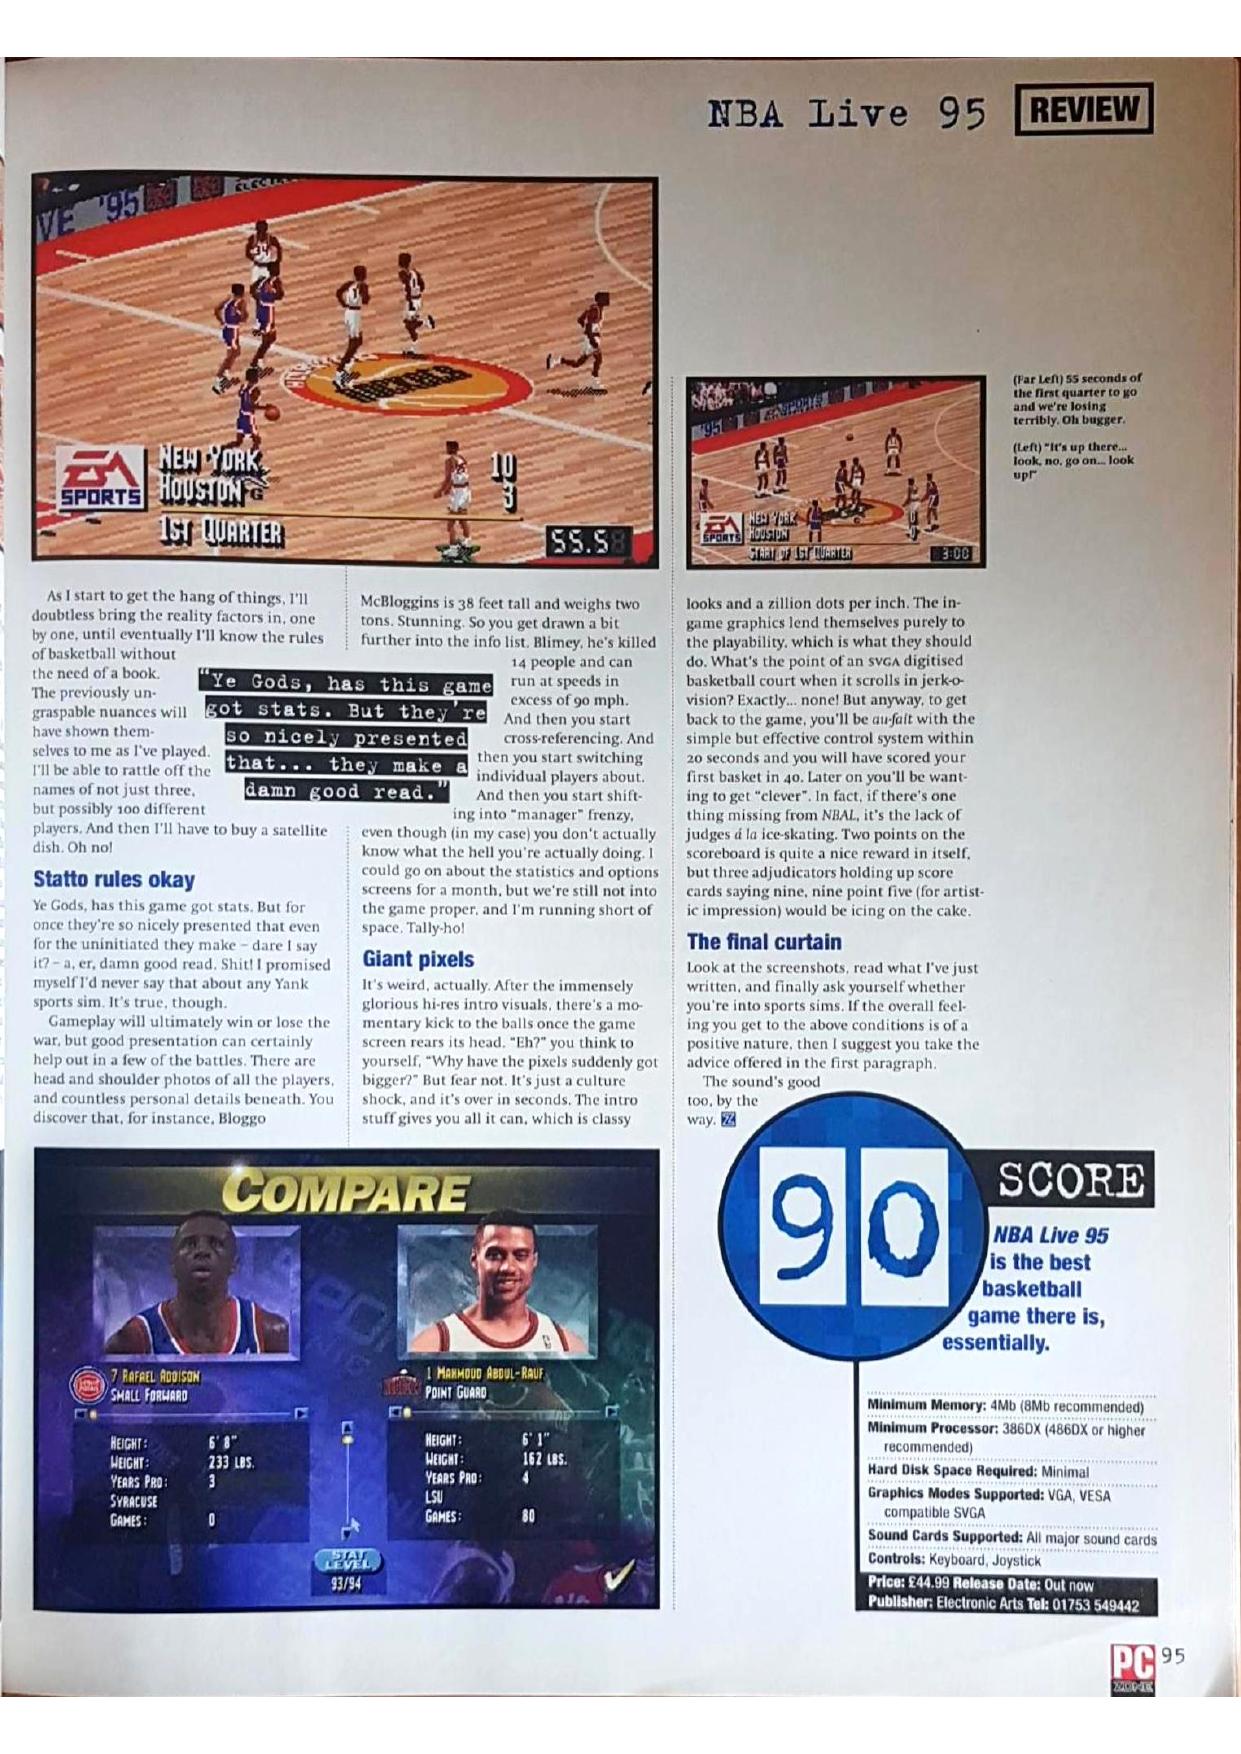 NBA Live 95 REVIEW
VE '95
ELECTR
EA
SPORTS
NEW YORK 10
HOUSTON 3
G
1ST QUARTER
55.5
'95
SPORTS
EA
SPORTS
NEW YORK 0
HOUSTON 0
START OF 1ST QUARTER
3:00
(Far Left) 55 seconds of
the first quarter to go
and we're losing
terribly. Oh bugger.
(Left) "It's up there...
look, no, go on... look
up!"
As I start to get the hang of things, I'll
doubtless bring the reality factors in, one
by one, until eventually I'll know the rules
of basketball without
the need of a book.
The previously un-
graspable nuances will
have shown them-
selves to me as I've played.
I'll be able to rattle off the
names of not just three,
but possibly 100 different
players. And then I'll have to buy a satellite
dish. Oh no!
Statto rules okay
Ye Gods, has this game got stats. But for
once they're so nicely presented that even
for the uninitiated they make – dare I say
it? – a, er, damn good read. Shit! I promised
myself I'd never say that about any Yank
sports sim. It's true, though.
Gameplay will ultimately win or lose the
war, but good presentation can certainly
help out in a few of the battles. There are
head and shoulder photos of all the players,
and countless personal details beneath. You
discover that, for instance, Bloggo
"Ye Gods, has this game
got stats. But they're
so nicely presented
that... they make a
damn good read."
McBloggins is 38 feet tall and weighs two
tons. Stunning. So you get drawn a bit
further into the info list. Blimey, he's killed
14 people and can
run at speeds in
excess of 90 mph.
And then you start
cross-referencing. And
then you start switching
individual players about.
And then you start shift-
ing into "manager" frenzy,
even though (in my case) you don't actually
know what the hell you're actually doing. I
could go on about the statistics and options
screens for a month, but we're still not into
the game proper, and I'm running short of
space. Tally-ho!
Giant pixels
It's weird, actually. After the immensely
glorious hi-res intro visuals, there's a mo-
mentary kick to the balls once the game
screen rears its head. "Eh?" you think to
yourself, "Why have the pixels suddenly got
bigger?" But fear not. It's just a culture
shock, and it's over in seconds. The intro
stuff gives you all it can, which is classy
looks and a zillion dots per inch. The in-
game graphics lend themselves purely to
the playability, which is what they should
do. What's the point of an SVGA digitised
basketball court when it scrolls in jerk-o-
vision? Exactly... none! But anyway, to get
back to the game, you'll be au-fait with the
simple but effective control system within
20 seconds and you will have scored your
first basket in 40. Later on you'll be want-
ing to get "clever". In fact, if there's one
thing missing from NBAL, it's the lack of
judges á la ice-skating. Two points on the
scoreboard is quite a nice reward in itself,
but three adjudicators holding up score
cards saying nine, nine point five (for artist-
ic impression) would be icing on the cake.
The final curtain
Look at the screenshots, read what I've just
written, and finally ask yourself whether
you're into sports sims. If the overall feel-
ing you get to the above conditions is of a
positive nature, then I suggest you take the
advice offered in the first paragraph.
The sound's good
too, by the
way. Z
COMPARE
7 RAFAEL ADDISON
SMALL FORWARD
HEIGHT: 6' 8"
WEIGHT: 233 LBS.
YEARS PRO: 3
SYRACUSE
GAMES: 0
1 MAHMOUD ABDUL-RAUF
POINT GUARD
HEIGHT: 6' 1"
WEIGHT: 162 LBS.
YEARS PRO: 4
LSU
GAMES: 80
STAT
LEVEL
93/94
90
SCORE
NBA Live 95
is the best
basketball
game there is,
essentially.
Minimum Memory: 4Mb (8Mb recommended)
Minimum Processor: 386DX (486DX or higher
recommended)
Hard Disk Space Required: Minimal
Graphics Modes Supported: VGA, VESA
compatible SVGA
Sound Cards Supported: All major sound cards
Controls: Keyboard, Joystick
Price: £44.99 Release Date: Out now
Publisher: Electronic Arts Tel: 01753 549442
PC
ZONE
95